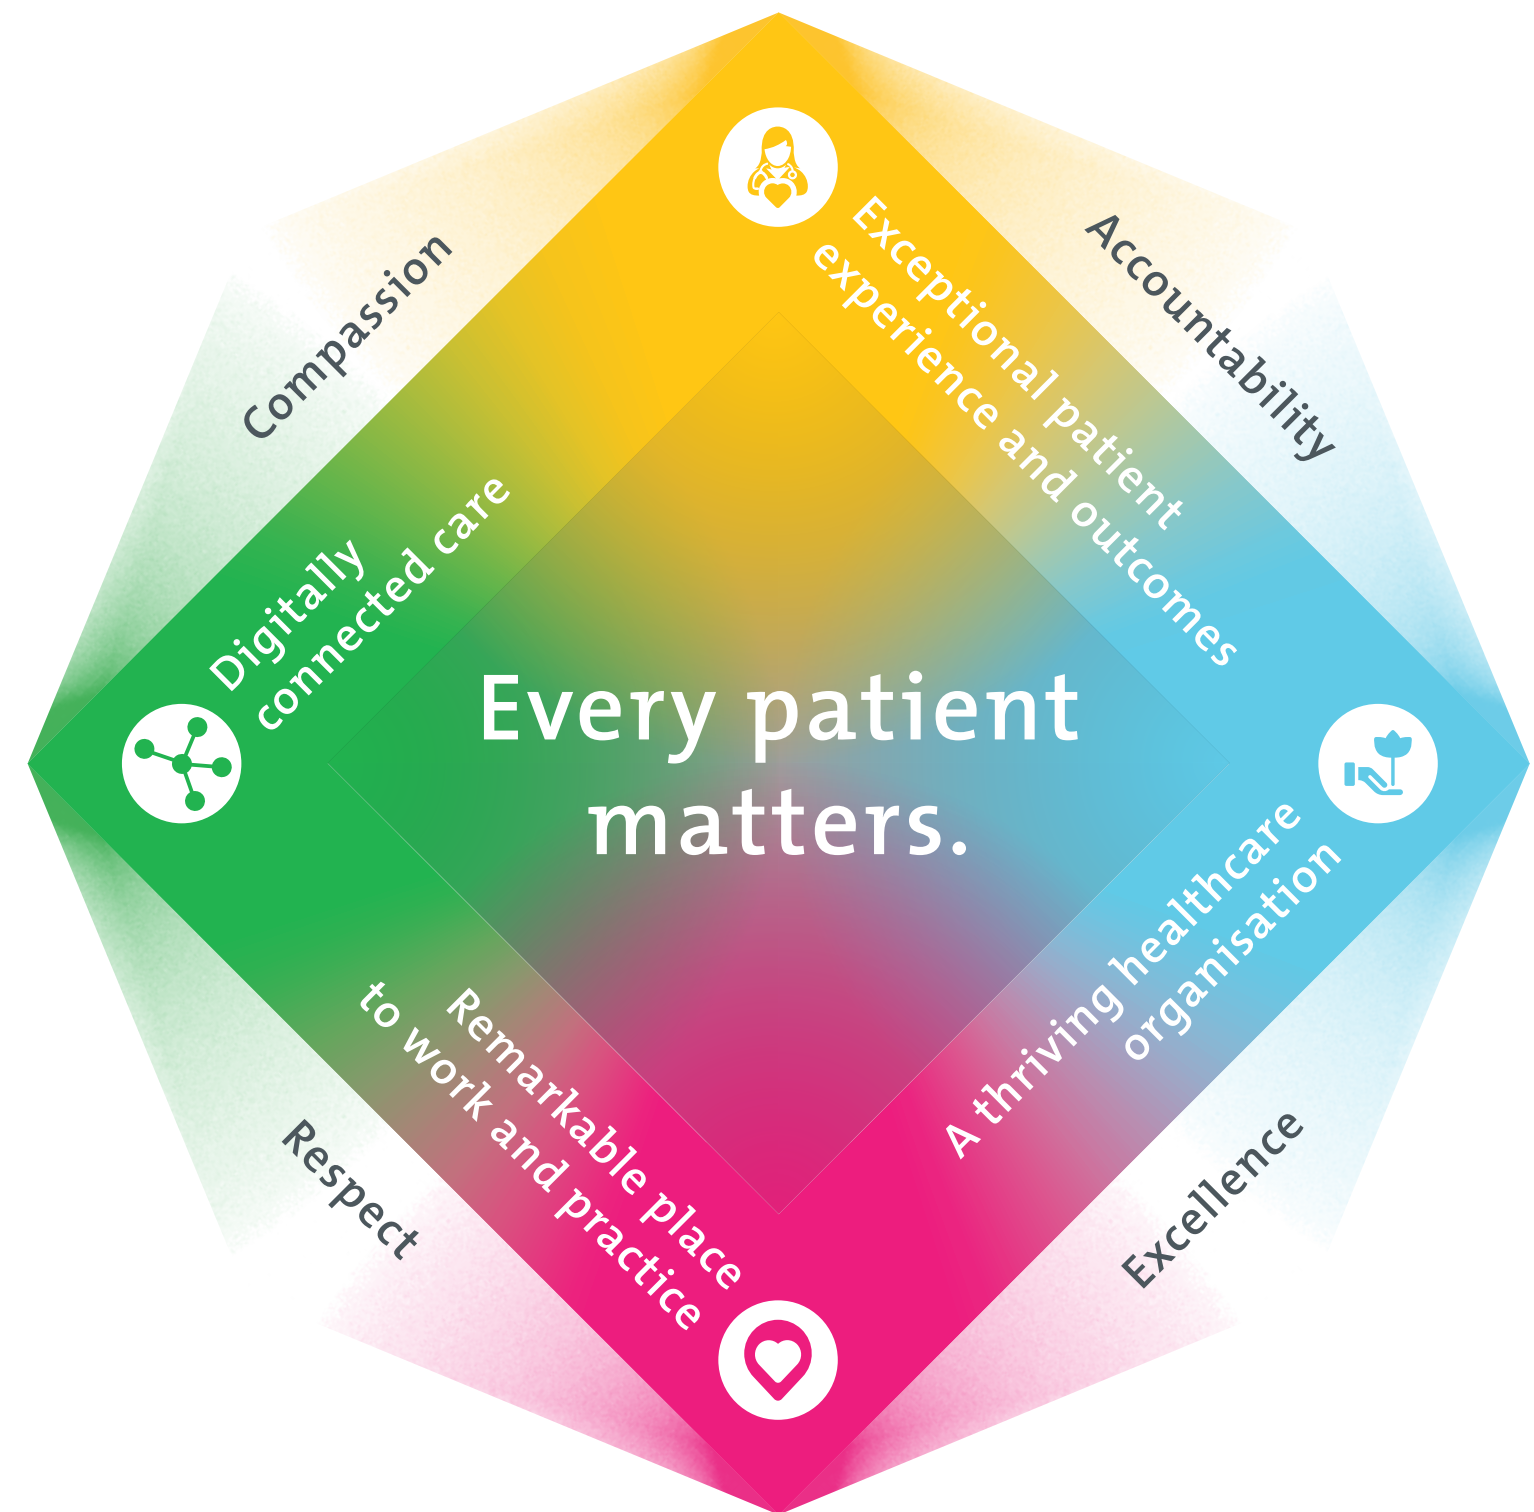 Compassion
Accountability
Exceptional patient
experience and outcomes
Digitally
connected care
Every patient
matters.
A thriving healthcare
organisation
Remarkable place
to work and practice
Respect
Excellence